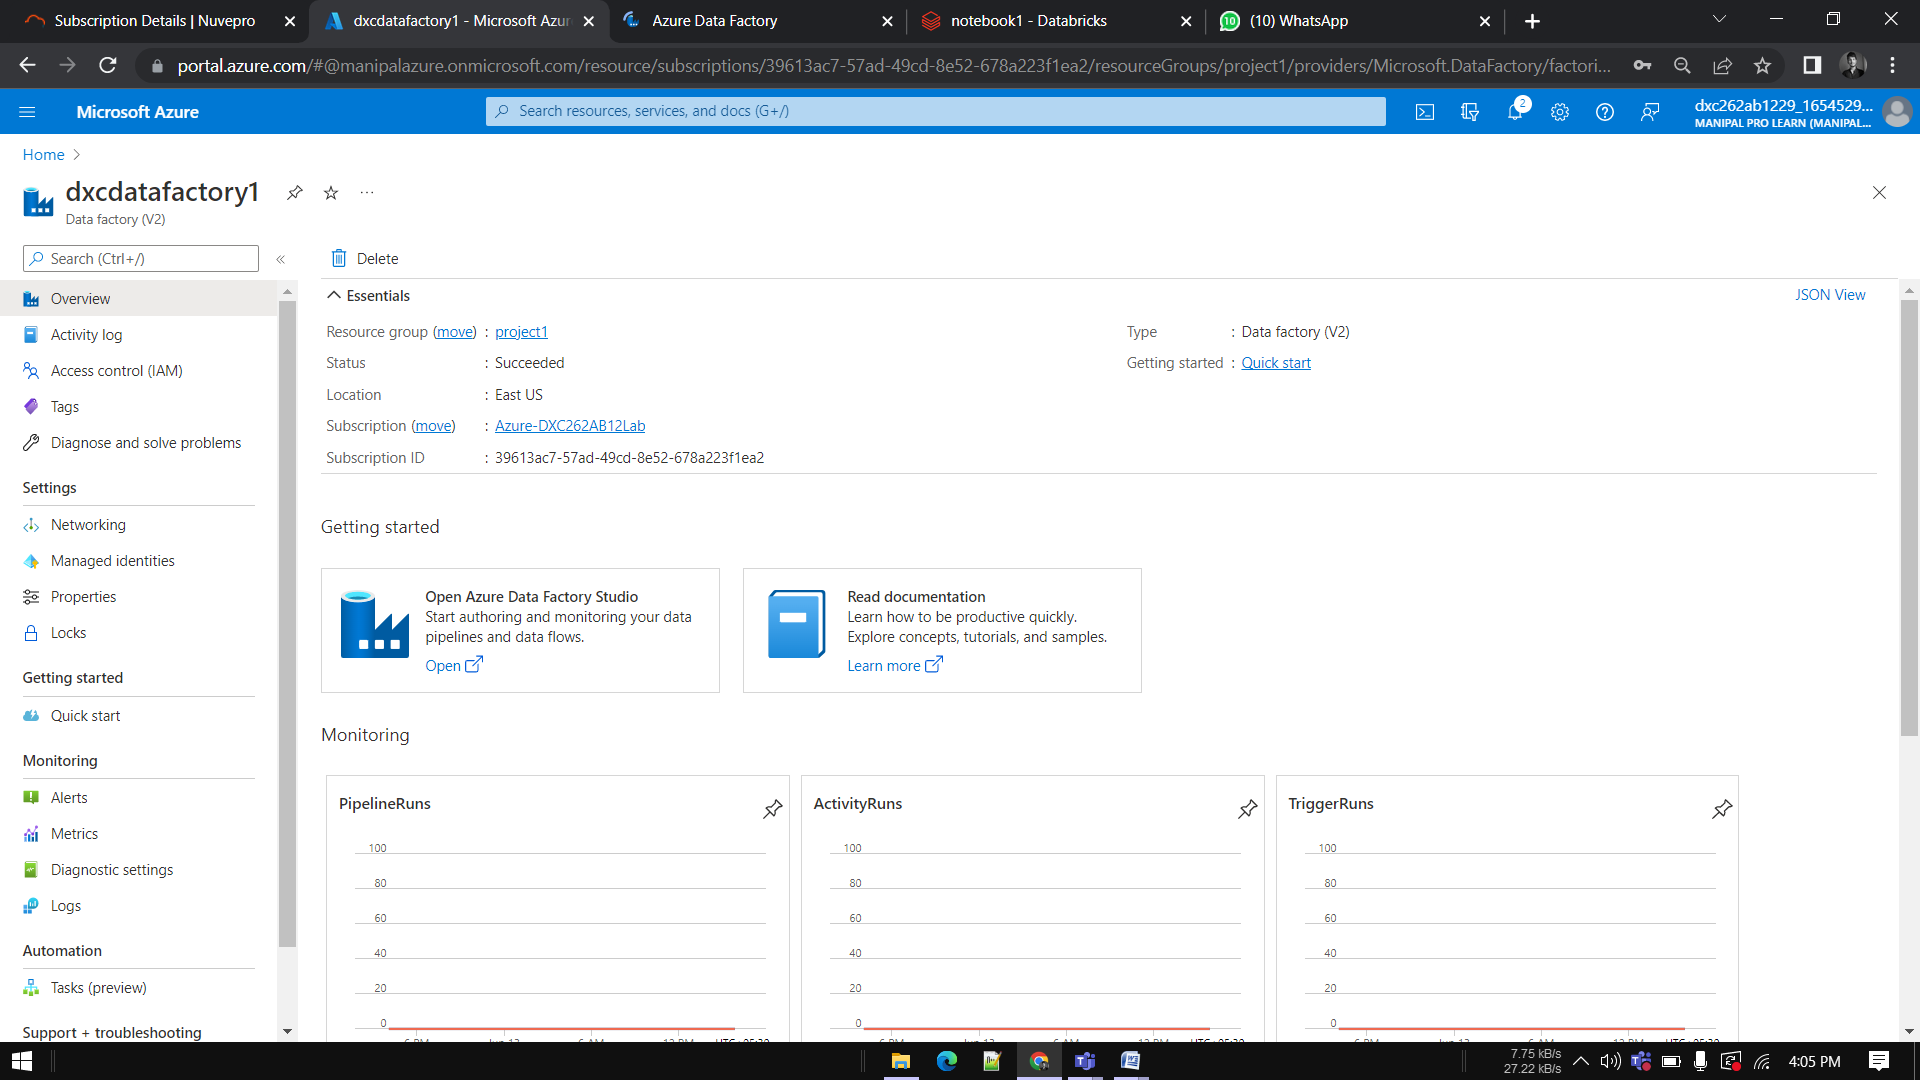 Subscription Details | Nuvepro
dxcdatafactory1 - Microsoft Azur
Azure Data Factory
notebook1 - Databricks
(10) WhatsApp
portal.azure.com/#@manipalazure.onmicrosoft.com/resource/subscriptions/39613ac7-57ad-49cd-8e52-678a223f1ea2/resourceGroups/project1/providers/Microsoft.DataFactory/factori...
Microsoft Azure
Search resources, services, and docs (G+/)
2
dxc262ab1229_1654529...
MANIPAL PRO LEARN (MANIPAL...
Home
dxcdatafactory1
Data factory (V2)
Search (Ctrl+/)
Overview
Activity log
Access control (IAM)
Tags
Diagnose and solve problems
Settings
Networking
Managed identities
Properties
Locks
Getting started
Quick start
Monitoring
Alerts
Metrics
Diagnostic settings
Logs
Automation
Tasks (preview)
Support + troubleshooting
Delete
Essentials
JSON View
Resource group (move) : project1
Status : Succeeded
Location : East US
Subscription (move) : Azure-DXC262AB12Lab
Subscription ID : 39613ac7-57ad-49cd-8e52-678a223f1ea2
Type : Data factory (V2)
Getting started : Quick start
Getting started
Open Azure Data Factory Studio
Start authoring and monitoring your data
pipelines and data flows.
Open
Read documentation
Learn how to be productive quickly.
Explore concepts, tutorials, and samples.
Learn more
Monitoring
PipelineRuns
100
80
60
40
20
0
ActivityRuns
100
80
60
40
20
0
TriggerRuns
100
80
60
40
20
0
7.75 kB/s
27.22 kB/s
4:05 PM